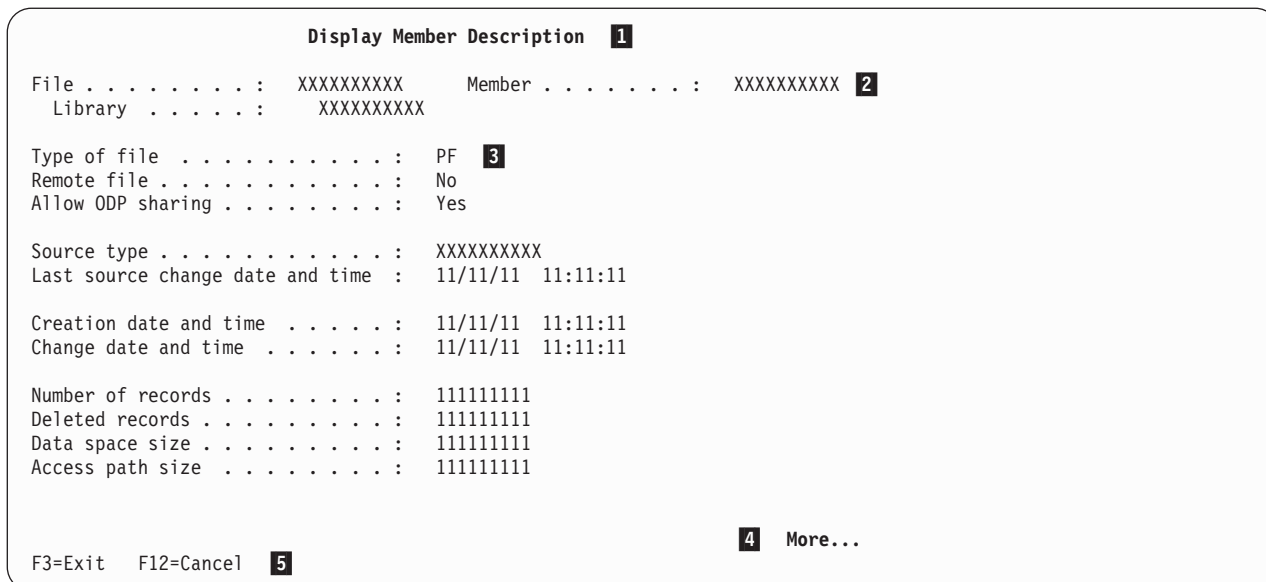 Display Member Description 1
File . . . . . . . . : XXXXXXXXXX Member . . . . . . . : XXXXXXXXXX 2
Library . . . . . : XXXXXXXXXX
Type of file . . . . . . . . . . : PF 3
Remote file . . . . . . . . . . . : No
Allow ODP sharing . . . . . . . . : Yes
Source type . . . . . . . . . . . : XXXXXXXXXX
Last source change date and time : 11/11/11 11:11:11
Creation date and time . . . . . : 11/11/11 11:11:11
Change date and time . . . . . . : 11/11/11 11:11:11
Number of records . . . . . . . . : 111111111
Deleted records . . . . . . . . . : 111111111
Data space size . . . . . . . . . : 111111111
Access path size . . . . . . . . : 111111111
4 More...
F3=Exit F12=Cancel 5